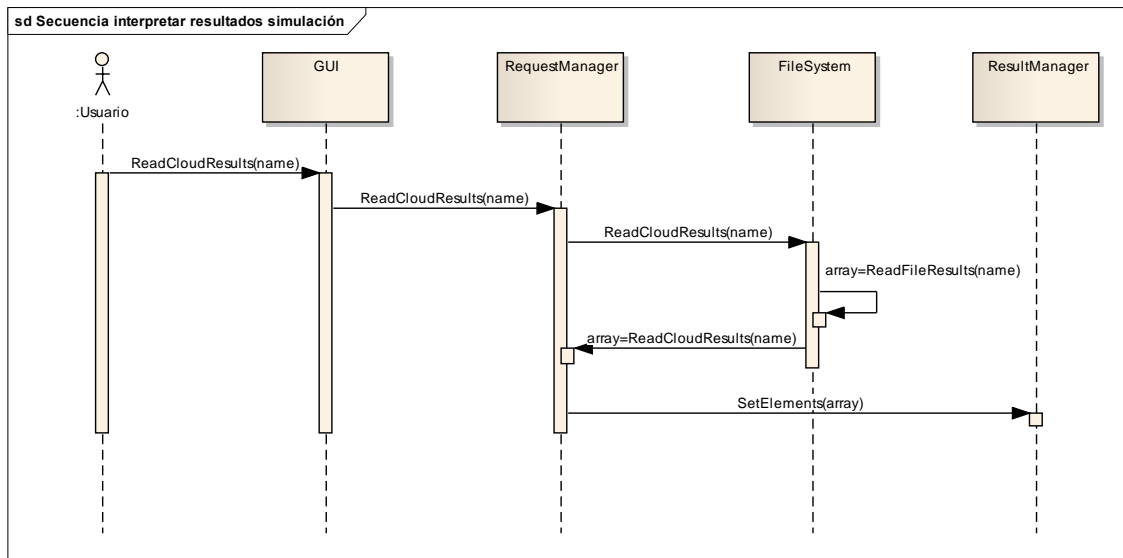 sd Secuencia interpretar resultados simulación
:Usuario
GUI
RequestManager
FileSystem
ResultManager
ReadCloudResults(name)
ReadCloudResults(name)
ReadCloudResults(name)
array=ReadFileResults(name)
array=ReadCloudResults(name)
SetElements(array)